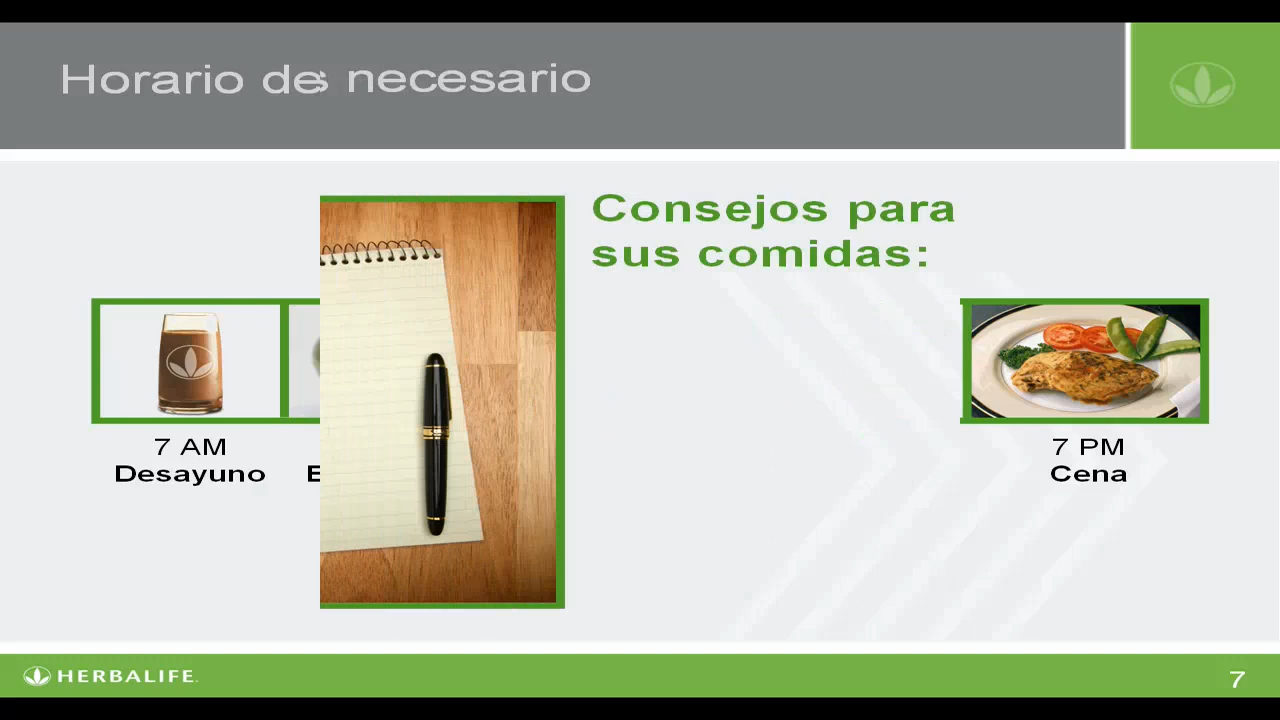 Horario de
s necesario
Consejos para
sus comidas:
7 AM
Desayuno
7 PM
Cena
HERBALIFE
7